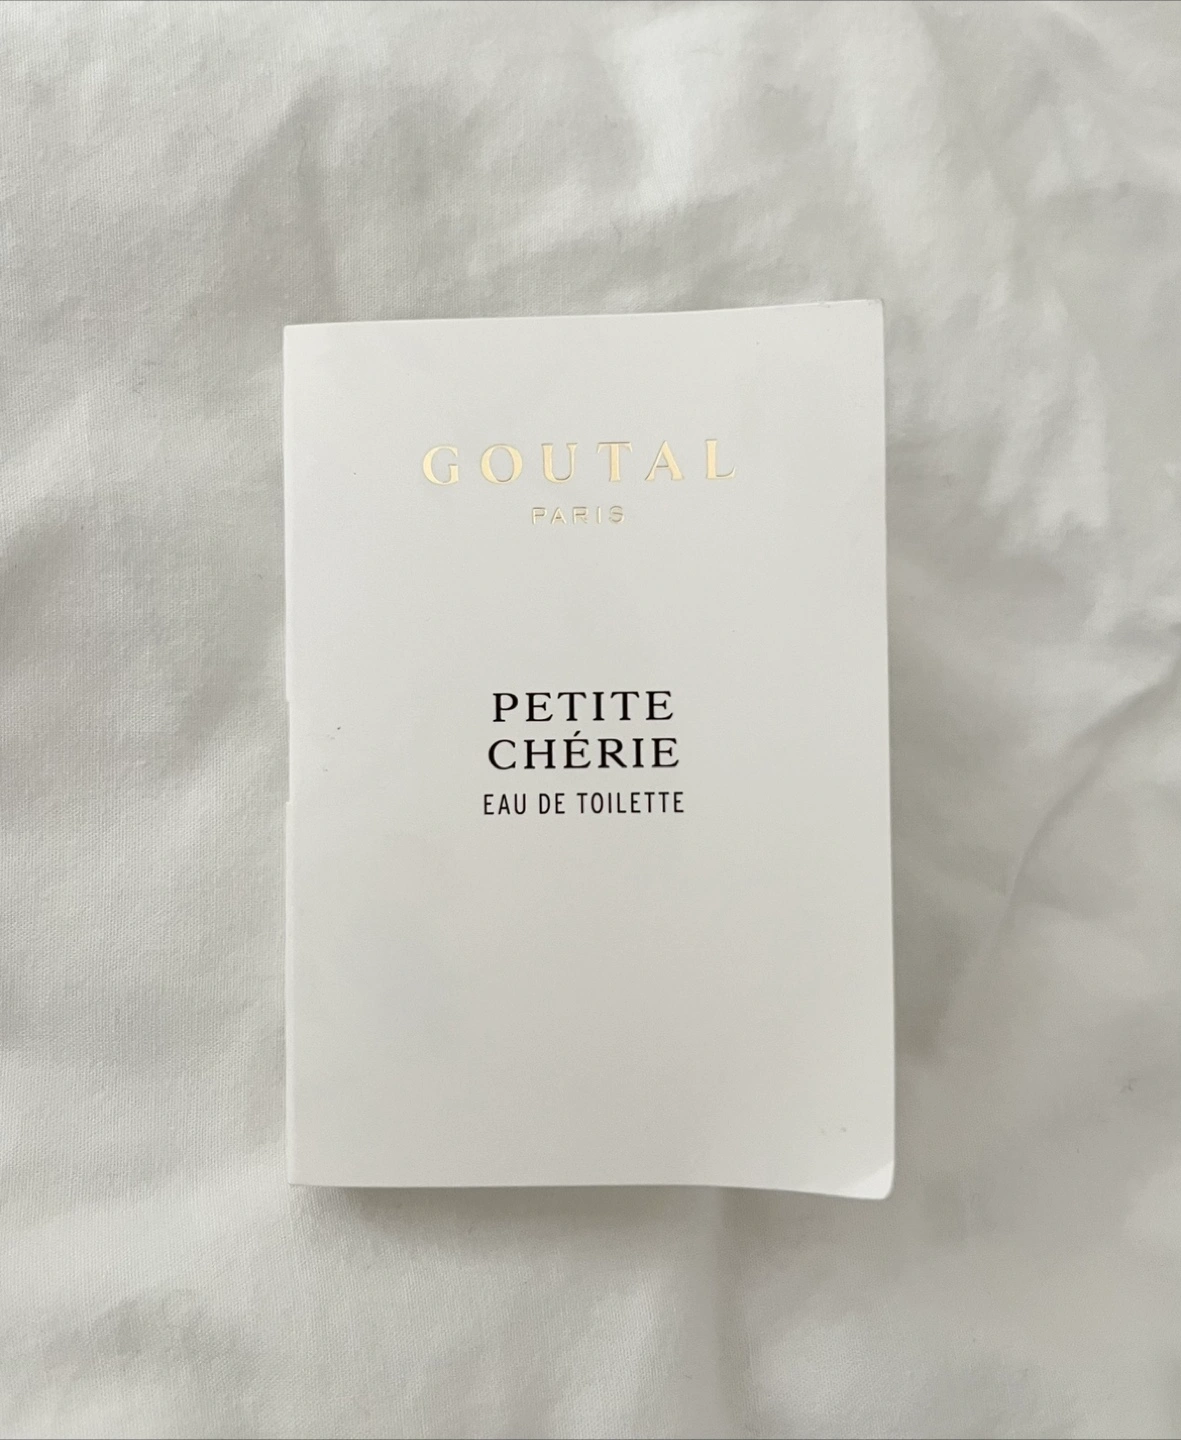 GOUTAL
PARIS
PETITE
CHÉRIE
EAU DE TOILETTE